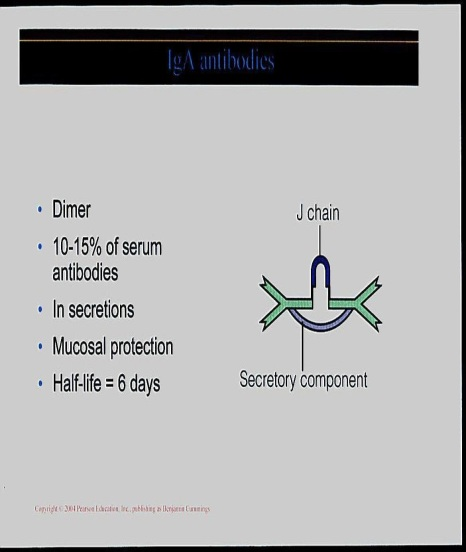 IgA antibodies
• Dimer
• 10-15% of serum
antibodies
• In secretions
• Mucosal protection
• Half-life = 6 days
J chain
Secretory component
Copyright © 2004 Pearson Education, Inc., publishing as Benjamin Cummings